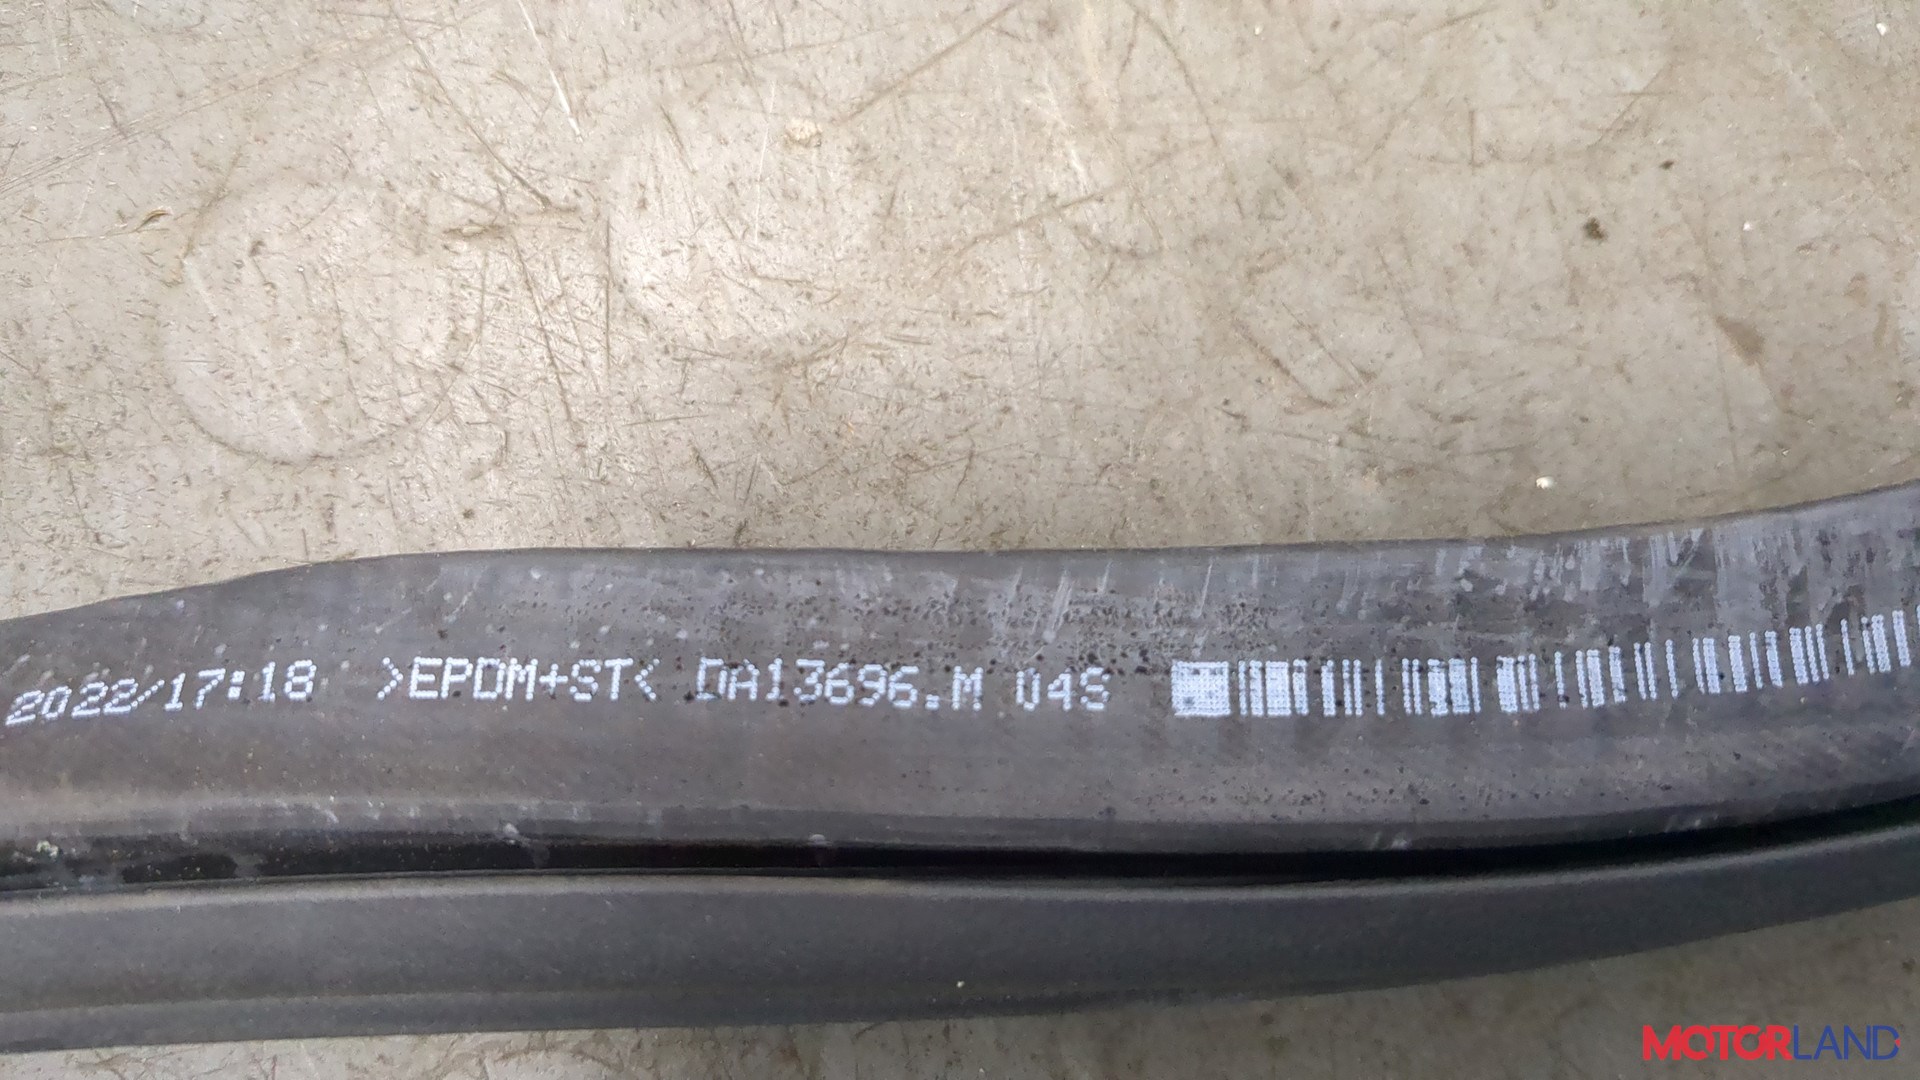 2022/17:18 >EPDM+ST< DA13696.M 04S
MOTORLAND